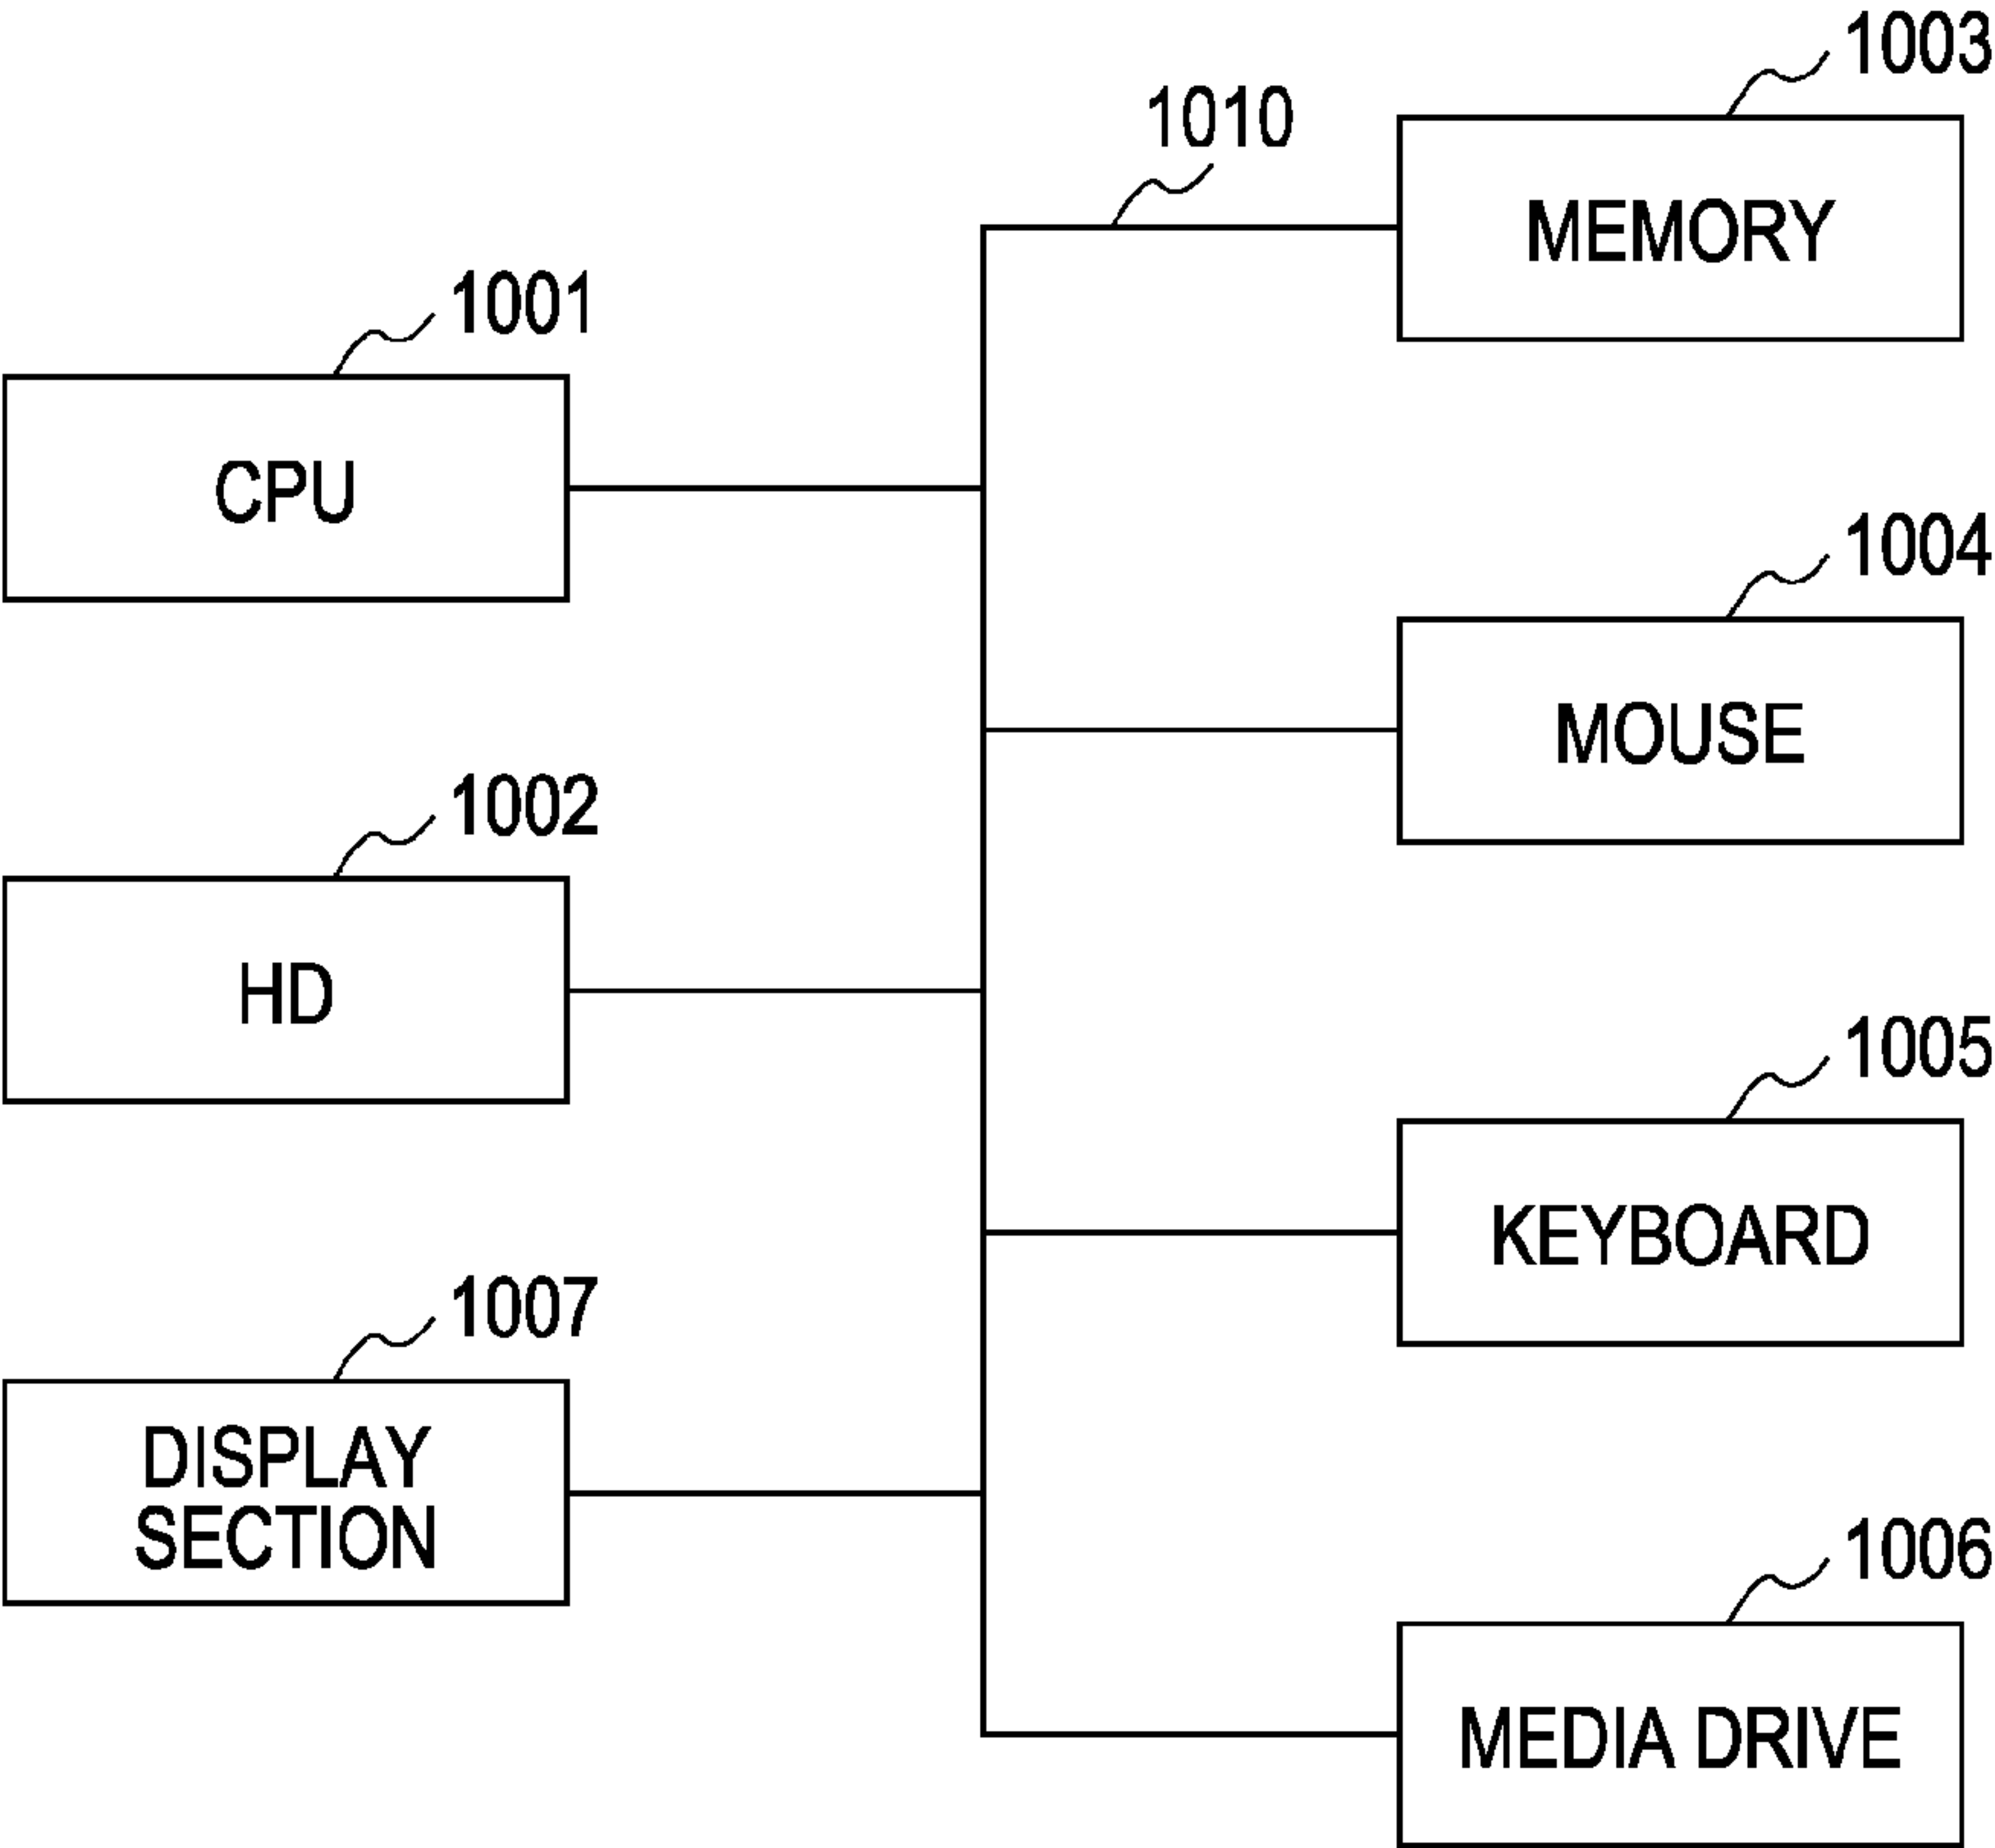 1003
1010
MEMORY
1001
CPU
1004
MOUSE
1002
HD
1005
KEYBOARD
1007
DISPLAY
SECTION
1006
MEDIA DRIVE